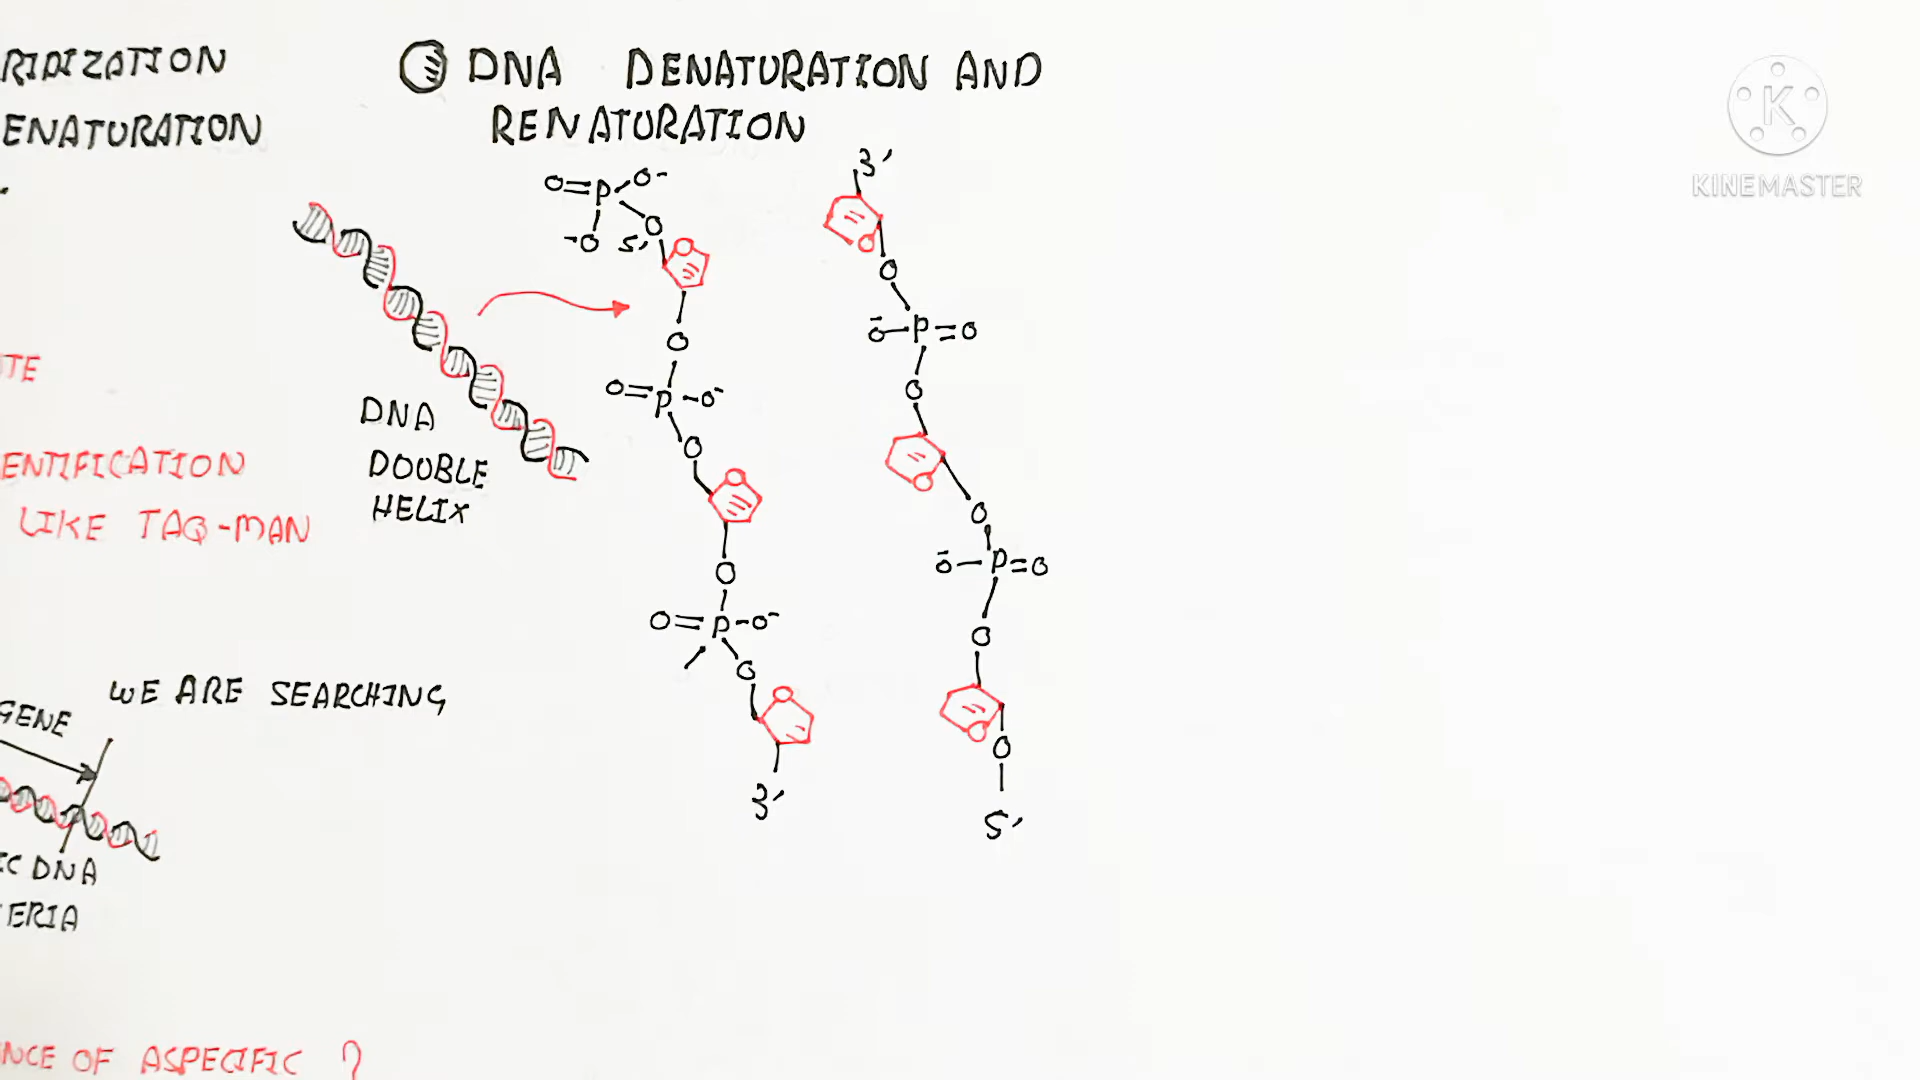 RIDIZATION
ENATURATION
TE
ENTIFICATION
LIKE TAQ-MAN
GENE
WE ARE SEARCHING
IC DNA
ERIA
NCE OF ASPECIFIC ?
DNA DENATURATION AND
RENATURATION
DNA
DOUBLE
HELIX
O=P-O-
-O
O
5'
O
O=P-O-
O
O
O=P-O-
O
3'
3'
O
O-P=O
O
O
O-P=O
O
O
5'
K
KINEMASTER